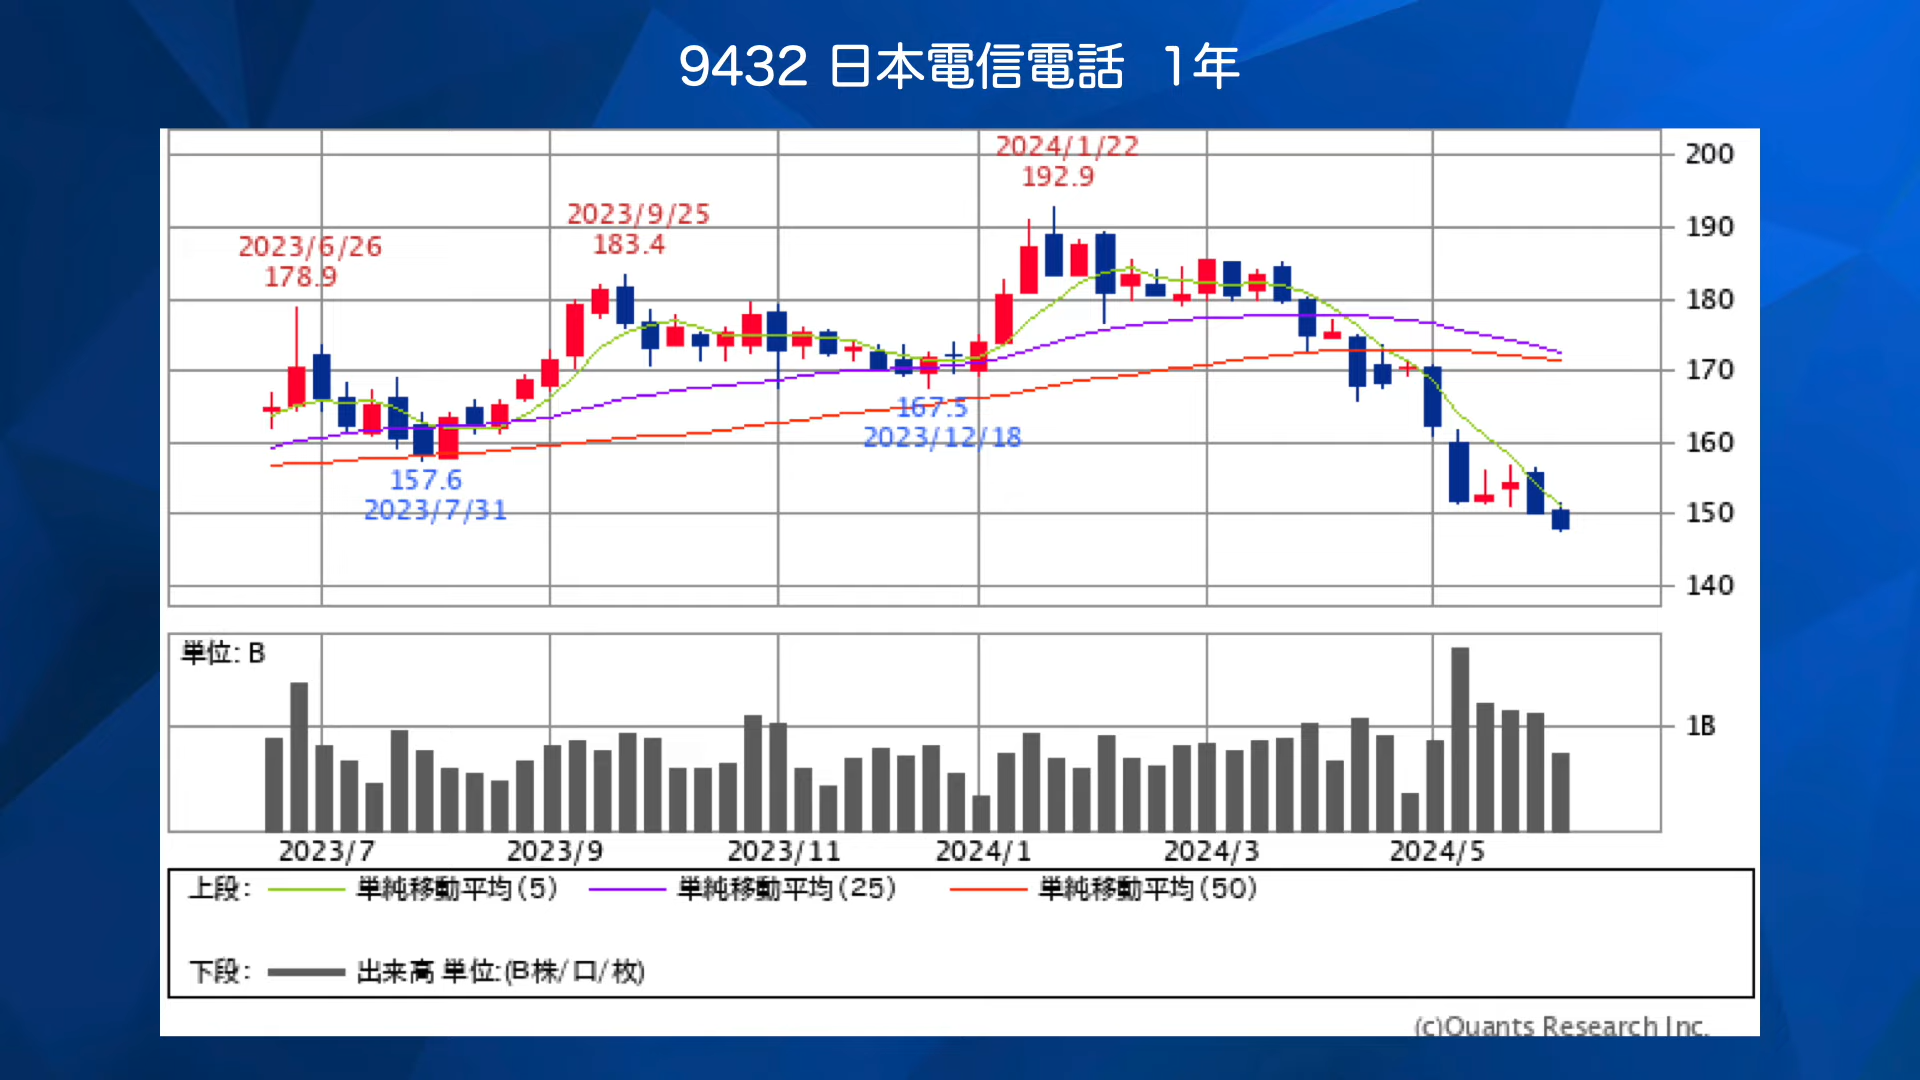 9432 日本電信電話 1年
2024/1/22
192.9
2023/9/25
183.4
2023/6/26
178.9
167.5
2023/12/18
157.6
2023/7/31
200
190
180
170
160
150
140
単位: B
1B
2023/7 2023/9 2023/11 2024/1 2024/3 2024/5
上段: 単純移動平均(5) 単純移動平均(25) 単純移動平均(50)
下段: 出来高 単位:(B株/口/枚)
(c)Quants Research Inc.